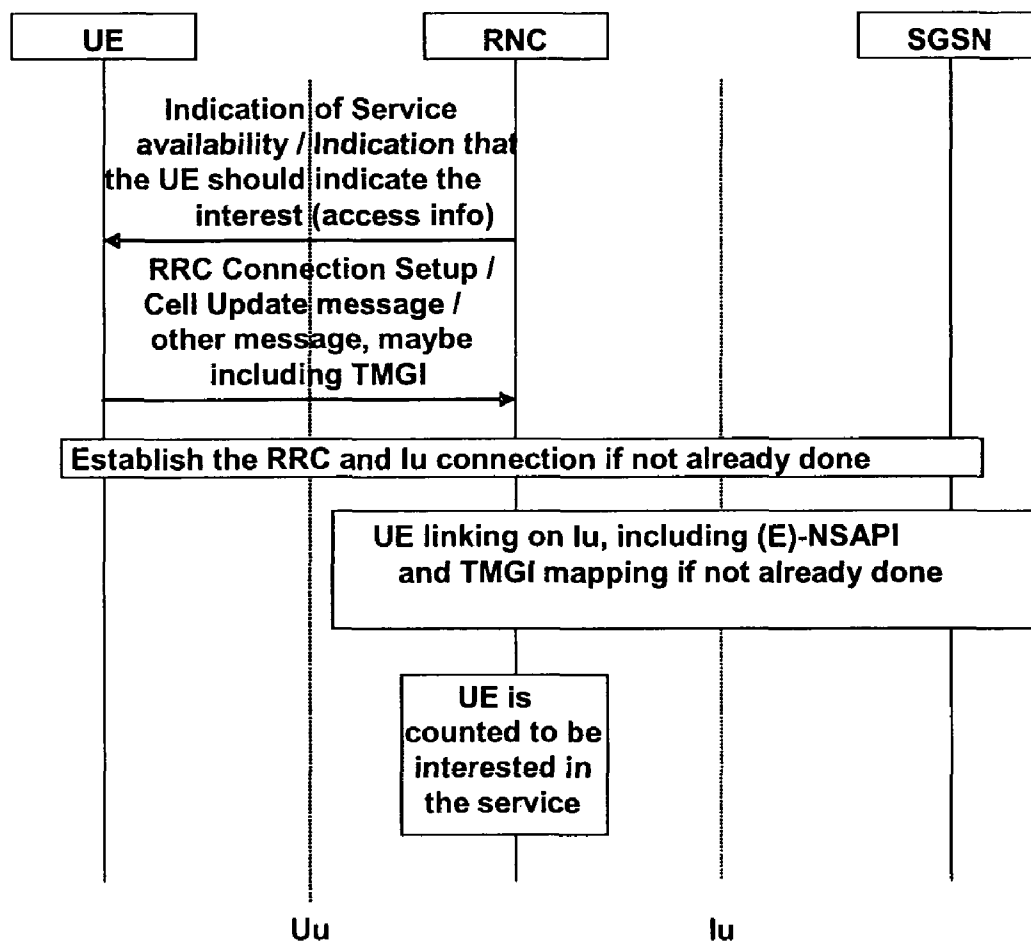 UE
RNC
SGSN
Indication of Service
availability / Indication that
the UE should indicate the
interest (access info)
RRC Connection Setup /
Cell Update message /
other message, maybe
including TMGI
Establish the RRC and Iu connection if not already done
UE linking on Iu, including (E)-NSAPI
and TMGI mapping if not already done
UE is
counted to be
interested in
the service
Uu
Iu